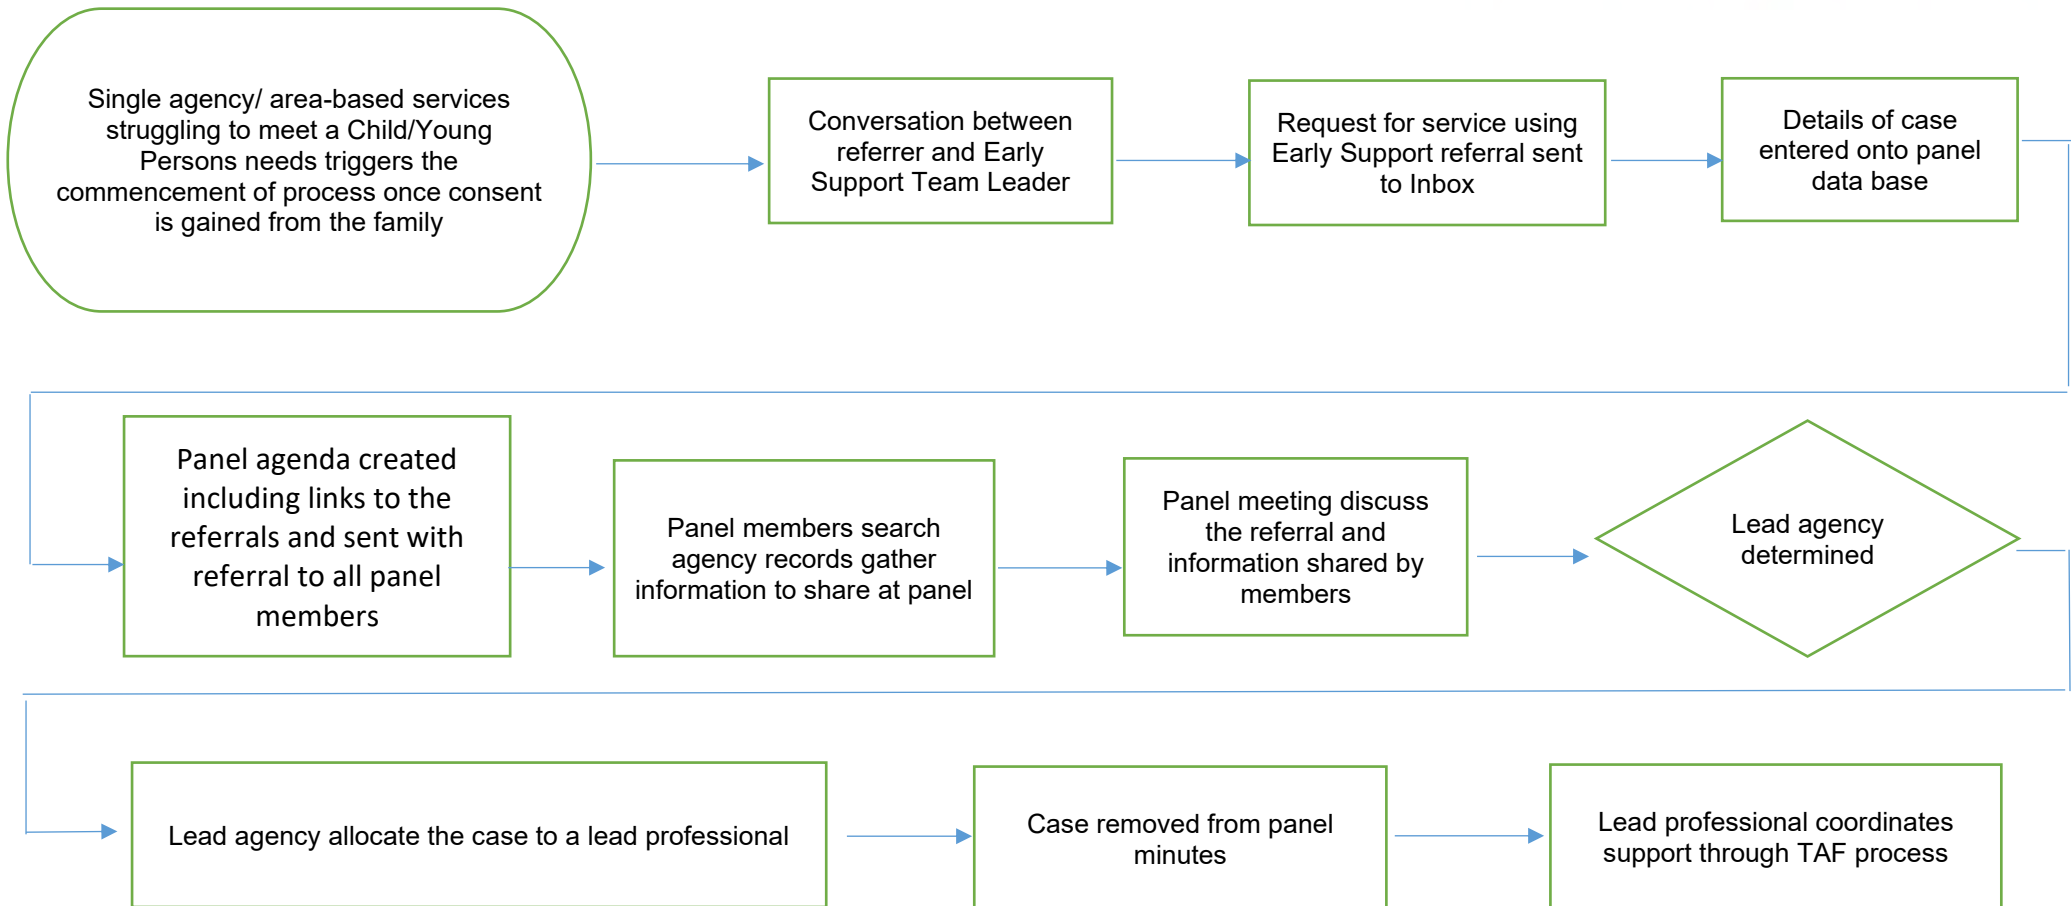 Single agency/ area-based services
struggling to meet a Child/Young
Persons needs triggers the
commencement of process once consent
is gained from the family
Conversation between
referrer and Early
Support Team Leader
Request for service using
Early Support referral sent
to Inbox
Details of case
entered onto panel
data base
Panel agenda created
including links to the
referrals and sent with
referral to all panel
members
Panel members search
agency records gather
information to share at panel
Panel meeting discuss
the referral and
information shared by
members
Lead agency
determined
Lead agency allocate the case to a lead professional
Case removed from panel
minutes
Lead professional coordinates
support through TAF process